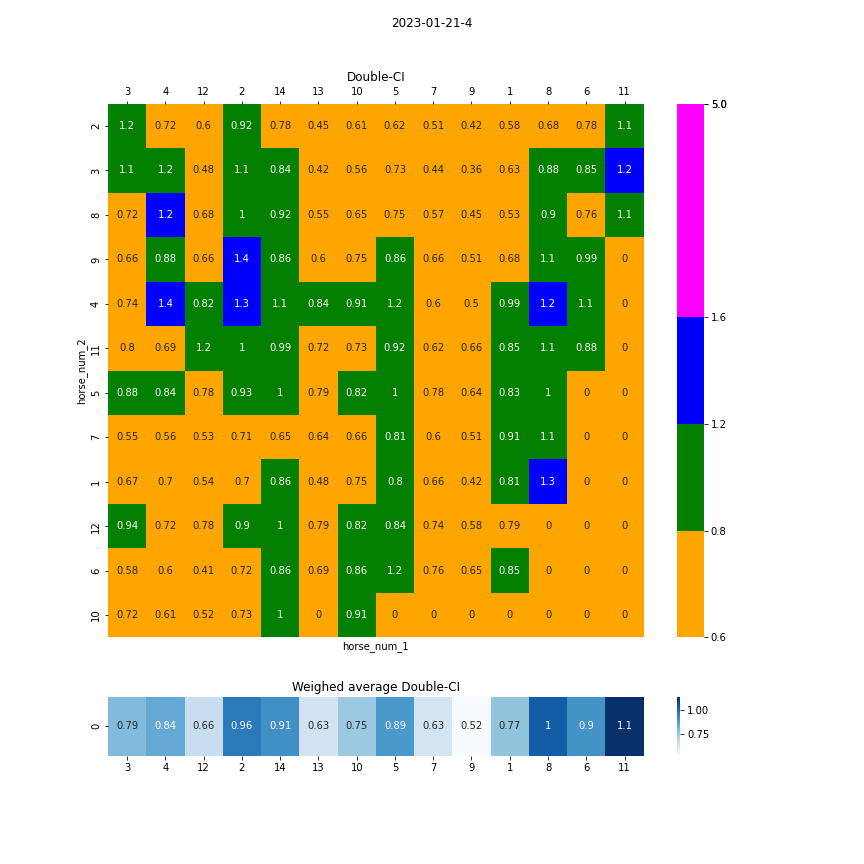 2023-01-21-4
Double-CI
3 4 12 2 14 13 10 5 7 9 1 8 6 11
2 1.2 0.72 0.6 0.92 0.78 0.45 0.61 0.62 0.51 0.42 0.58 0.68 0.78 1.1
3 1.1 1.2 0.48 1.1 0.84 0.42 0.56 0.73 0.44 0.36 0.63 0.88 0.85 1.2
8 0.72 1.2 0.68 1 0.92 0.55 0.65 0.75 0.57 0.45 0.53 0.9 0.76 1.1
9 0.66 0.88 0.66 1.4 0.86 0.6 0.75 0.86 0.66 0.51 0.68 1.1 0.99 0
4 0.74 1.4 0.82 1.3 1.1 0.84 0.91 1.2 0.6 0.5 0.99 1.2 1.1 0
11 0.8 0.69 1.2 1 0.99 0.72 0.73 0.92 0.62 0.66 0.85 1.1 0.88 0
5 0.88 0.84 0.78 0.93 1 0.79 0.82 1 0.78 0.64 0.83 1 0 0
7 0.55 0.56 0.53 0.71 0.65 0.64 0.66 0.81 0.6 0.51 0.91 1.1 0 0
1 0.67 0.7 0.54 0.7 0.86 0.48 0.75 0.8 0.66 0.42 0.81 1.3 0 0
12 0.94 0.72 0.78 0.9 1 0.79 0.82 0.84 0.74 0.58 0.79 0 0 0
6 0.58 0.6 0.41 0.72 0.86 0.69 0.86 1.2 0.76 0.65 0.85 0 0 0
10 0.72 0.61 0.52 0.73 1 0 0.91 0 0 0 0 0 0 0
horse_num_2
horse_num_1
5.0
1.6
1.2
0.8
0.6
Weighed average Double-CI
0 0.79 0.84 0.66 0.96 0.91 0.63 0.75 0.89 0.63 0.52 0.77 1 0.9 1.1
3 4 12 2 14 13 10 5 7 9 1 8 6 11
1.00
0.75